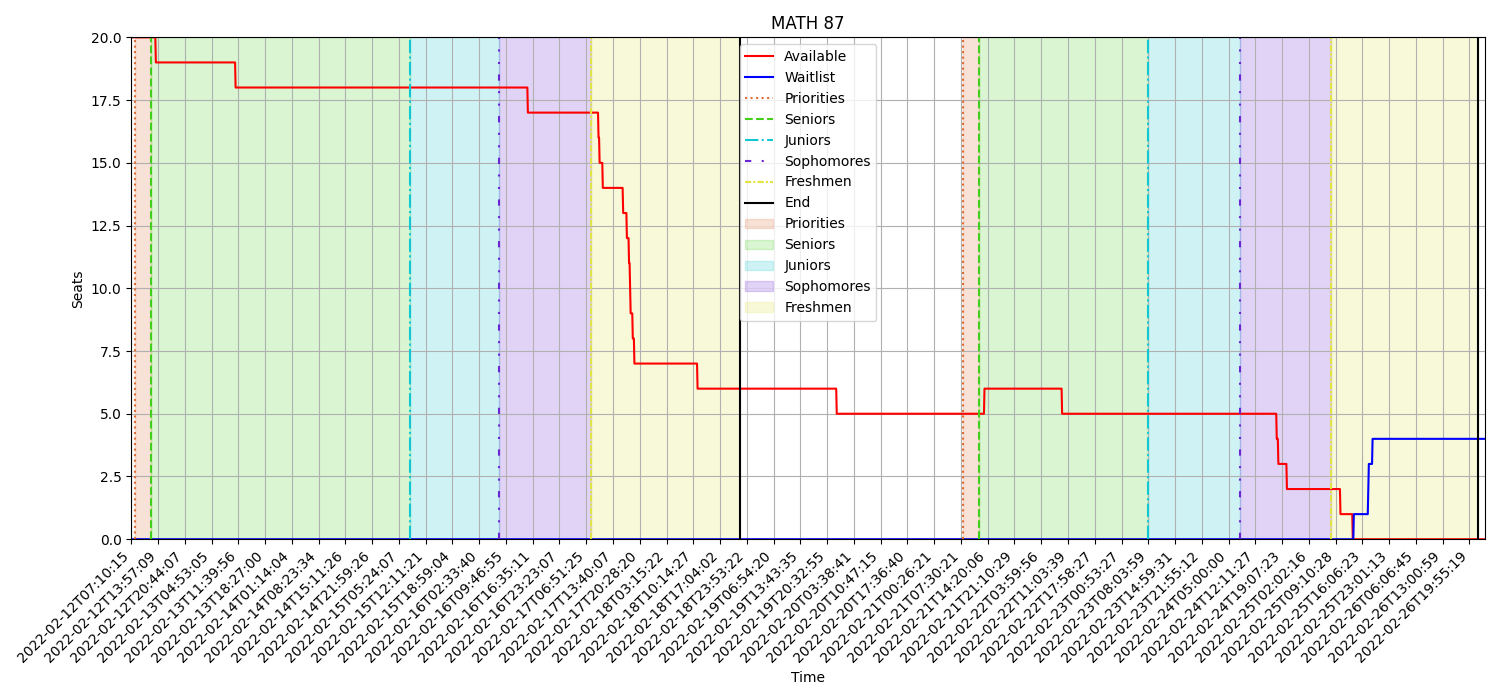 MATH 87
Available
Waitlist
Priorities
Seniors
Juniors
Sophomores
Freshmen
End
Priorities
Seniors
Juniors
Sophomores
Freshmen
Seats
20.0
17.5
15.0
12.5
10.0
7.5
5.0
2.5
0.0
2022-02-12T07:10:15
2022-02-12T13:57:09
2022-02-12T20:44:07
2022-02-13T04:53:05
2022-02-13T11:39:56
2022-02-13T18:27:00
2022-02-14T01:14:04
2022-02-14T08:23:34
2022-02-14T15:11:26
2022-02-14T21:59:20
2022-02-15T05:24:07
2022-02-15T12:11:21
2022-02-15T18:59:04
2022-02-16T02:33:40
2022-02-16T09:46:55
2022-02-16T16:35:11
2022-02-16T23:23:07
2022-02-17T06:51:25
2022-02-17T13:40:07
2022-02-17T20:28:20
2022-02-18T03:15:22
2022-02-18T10:14:27
2022-02-18T17:04:02
2022-02-18T23:53:22
2022-02-19T06:54:20
2022-02-19T13:43:35
2022-02-19T20:32:55
2022-02-20T03:38:41
2022-02-20T10:47:15
2022-02-20T17:36:40
2022-02-21T00:26:21
2022-02-21T07:30:21
2022-02-21T14:20:06
2022-02-21T21:10:29
2022-02-22T03:59:56
2022-02-22T11:03:39
2022-02-22T17:58:27
2022-02-23T00:53:27
2022-02-23T08:03:59
2022-02-23T14:59:31
2022-02-23T21:55:12
2022-02-24T05:00:00
2022-02-24T12:11:27
2022-02-24T19:07:23
2022-02-25T02:02:16
2022-02-25T09:10:28
2022-02-25T16:06:23
2022-02-25T23:01:13
2022-02-26T06:06:45
2022-02-26T13:00:59
2022-02-26T19:55:19
Time